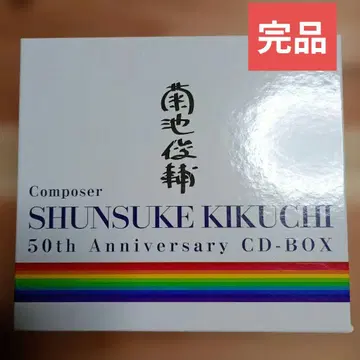 完品
菊池俊輔
Composer
SHUNSUKE KIKUCHI
50th Anniversary CD-BOX